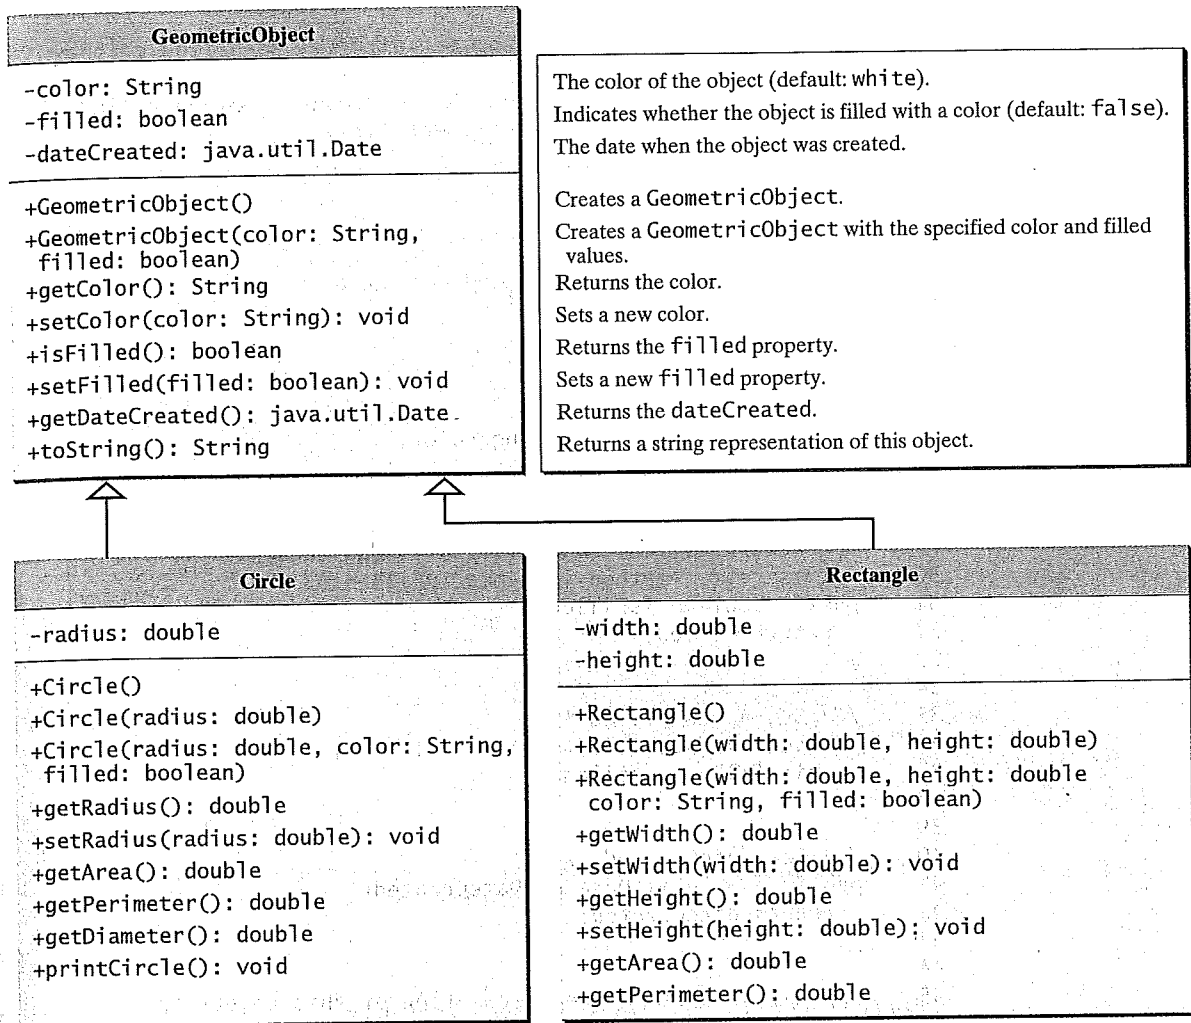 GeometricObject
-color: String
-filled: boolean
-dateCreated: java.util.Date
+GeometricObject()
+GeometricObject(color: String,
filled: boolean)
+getColor(): String
+setColor(color: String): void
+isFilled(): boolean
+setFilled(filled: boolean): void
+getDateCreated(): java.util.Date
+toString(): String
The color of the object (default: white).
Indicates whether the object is filled with a color (default: false).
The date when the object was created.
Creates a GeometricObject.
Creates a GeometricObject with the specified color and filled
values.
Returns the color.
Sets a new color.
Returns the filled property.
Sets a new filled property.
Returns the dateCreated.
Returns a string representation of this object.
Circle
-radius: double
+Circle()
+Circle(radius: double)
+Circle(radius: double, color: String,
filled: boolean)
+getRadius(): double
+setRadius(radius: double): void
+getArea(): double
+getPerimeter(): double
+getDiameter(): double
+printCircle(): void
Rectangle
-width: double
-height: double
+Rectangle()
+Rectangle(width: double, height: double)
+Rectangle(width: double, height: double
color: String, filled: boolean)
+getWidth(): double
+setWidth(width: double): void
+getHeight(): double
+setHeight(height: double): void
+getArea(): double
+getPerimeter(): double